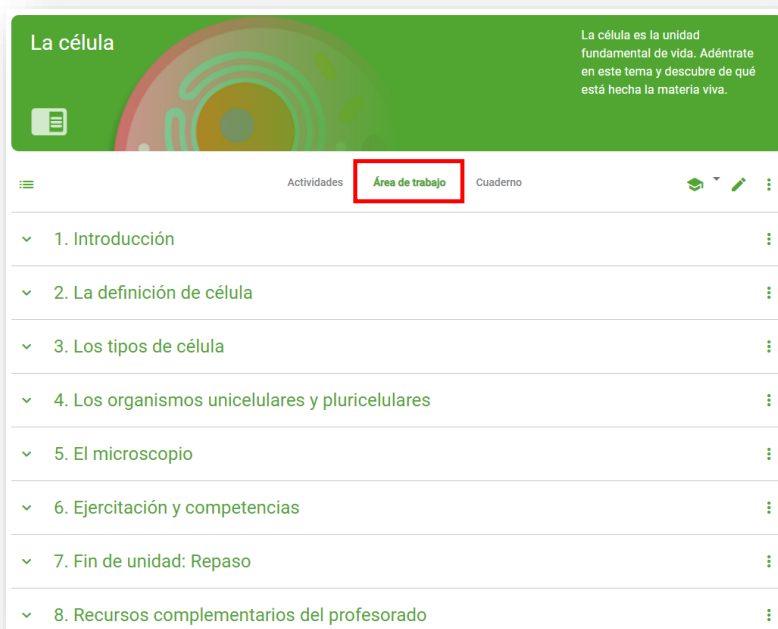 La célula
La célula es la unidad
fundamental de vida. Adéntrate
en este tema y descubre de qué
está hecha la materia viva.
Actividades Área de trabajo Cuaderno
1. Introducción
2. La definición de célula
3. Los tipos de célula
4. Los organismos unicelulares y pluricelulares
5. El microscopio
6. Ejercitación y competencias
7. Fin de unidad: Repaso
8. Recursos complementarios del profesorado